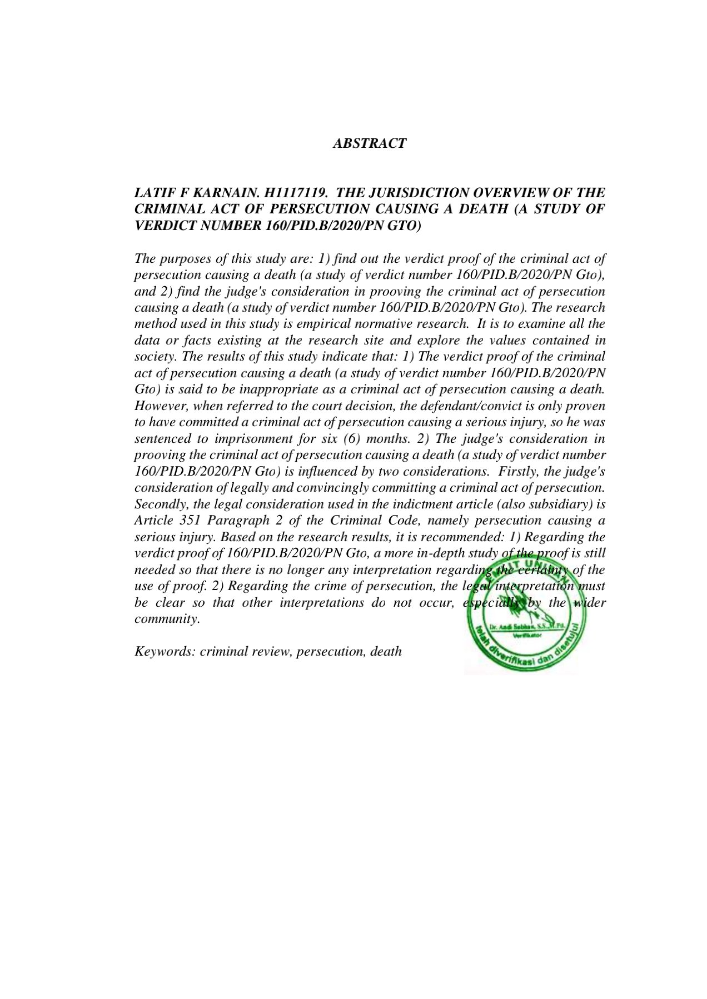 ABSTRACT
LATIF F KARNAIN. H1117119. THE JURISDICTION OVERVIEW OF THE
CRIMINAL ACT OF PERSECUTION CAUSING A DEATH (A STUDY OF
VERDICT NUMBER 160/PID.B/2020/PN GTO)
The purposes of this study are: 1) find out the verdict proof of the criminal act of
persecution causing a death (a study of verdict number 160/PID.B/2020/PN Gto),
and 2) find the judge's consideration in prooving the criminal act of persecution
causing a death (a study of verdict number 160/PID.B/2020/PN Gto). The research
method used in this study is empirical normative research. It is to examine all the
data or facts existing at the research site and explore the values contained in
society. The results of this study indicate that: 1) The verdict proof of the criminal
act of persecution causing a death (a study of verdict number 160/PID.B/2020/PN
Gto) is said to be inappropriate as a criminal act of persecution causing a death.
However, when referred to the court decision, the defendant/convict is only proven
to have committed a criminal act of persecution causing a serious injury, so he was
sentenced to imprisonment for six (6) months. 2) The judge's consideration in
prooving the criminal act of persecution causing a death (a study of verdict number
160/PID.B/2020/PN Gto) is influenced by two considerations. Firstly, the judge's
consideration of legally and convincingly committing a criminal act of persecution.
Secondly, the legal consideration used in the indictment article (also subsidiary) is
Article 351 Paragraph 2 of the Criminal Code, namely persecution causing a
serious injury. Based on the research results, it is recommended: 1) Regarding the
verdict proof of 160/PID.B/2020/PN Gto, a more in-depth study of the proof is still
needed so that there is no longer any interpretation regarding the certainty of the
use of proof. 2) Regarding the crime of persecution, the legal interpretation must
be clear so that other interpretations do not occur, especially by the wider
community.
Keywords: criminal review, persecution, death
Dr. Andi Subhan, S.S.,M.Pd.
Verifikator
telah diverifikasi dan disetujui